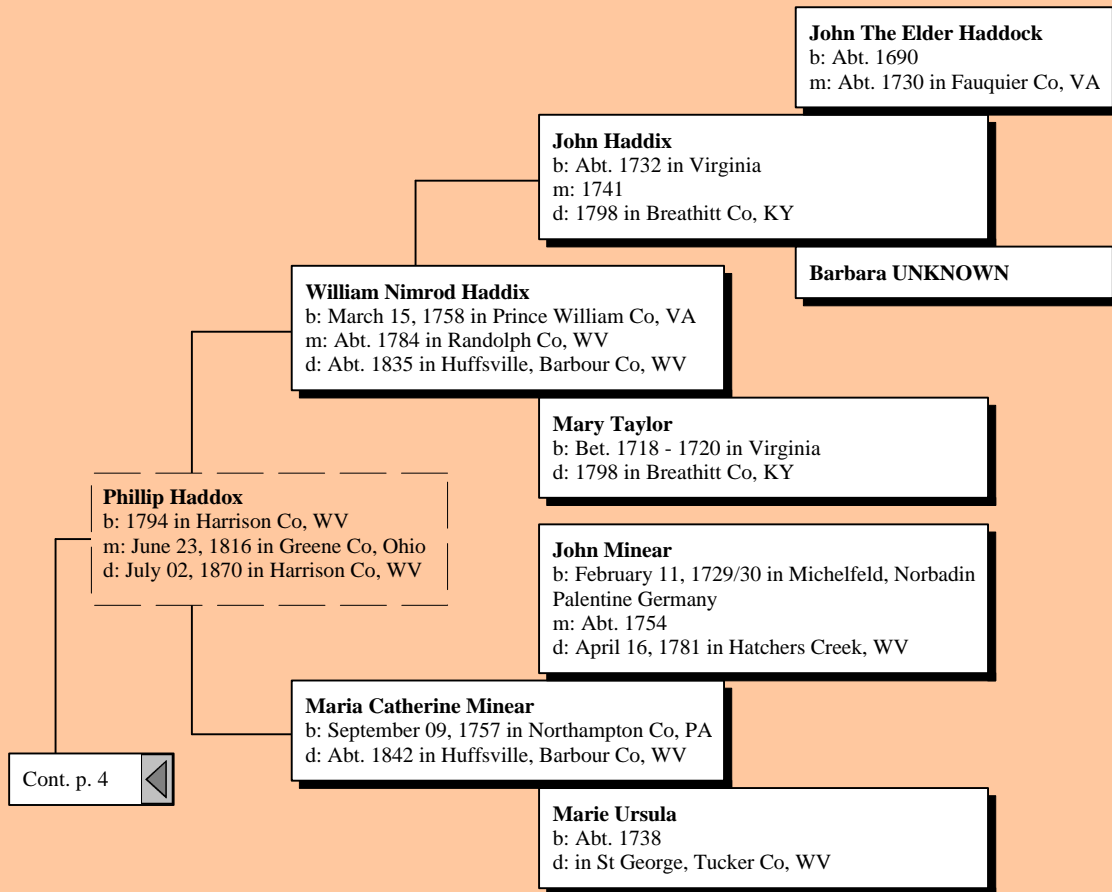 John The Elder Haddock
b: Abt. 1690
m: Abt. 1730 in Fauquier Co, VA
John Haddix
b: Abt. 1732 in Virginia
m: 1741
d: 1798 in Breathitt Co, KY
Barbara UNKNOWN
William Nimrod Haddix
b: March 15, 1758 in Prince William Co, VA
m: Abt. 1784 in Randolph Co, WV
d: Abt. 1835 in Huffsville, Barbour Co, WV
Mary Taylor
b: Bet. 1718 - 1720 in Virginia
d: 1798 in Breathitt Co, KY
Phillip Haddox
b: 1794 in Harrison Co, WV
m: June 23, 1816 in Greene Co, Ohio
d: July 02, 1870 in Harrison Co, WV
John Minear
b: February 11, 1729/30 in Michelfeld, Norbadin
Palentine Germany
m: Abt. 1754
d: April 16, 1781 in Hatchers Creek, WV
Maria Catherine Minear
b: September 09, 1757 in Northampton Co, PA
d: Abt. 1842 in Huffsville, Barbour Co, WV
Cont. p. 4
Marie Ursula
b: Abt. 1738
d: in St George, Tucker Co, WV